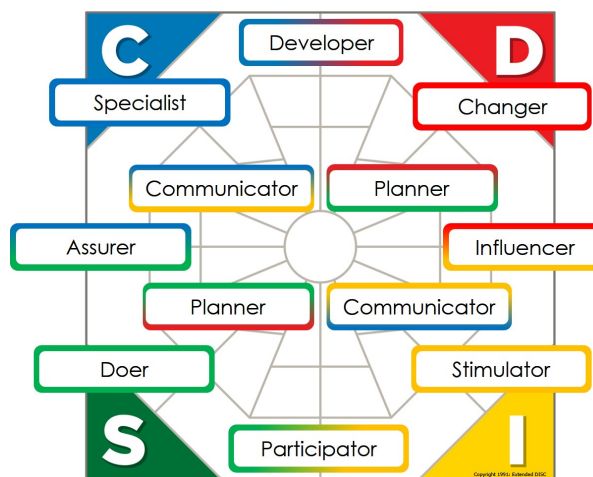 C
Developer
D
Specialist
Changer
Communicator
Planner
Assurer
Influencer
Planner
Communicator
Doer
Stimulator
S
Participator
I
Copyright 1991: Extended DISC